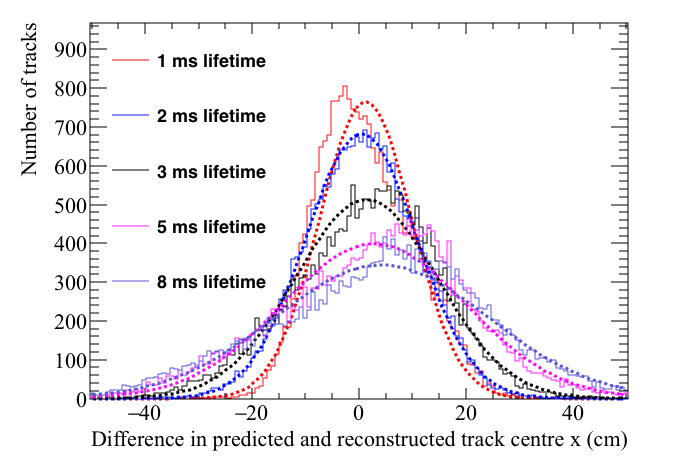 Number of tracks
900
800
700
600
500
400
300
200
100
0
1 ms lifetime
2 ms lifetime
3 ms lifetime
5 ms lifetime
8 ms lifetime
−40 −20 0 20 40
Difference in predicted and reconstructed track centre x (cm)